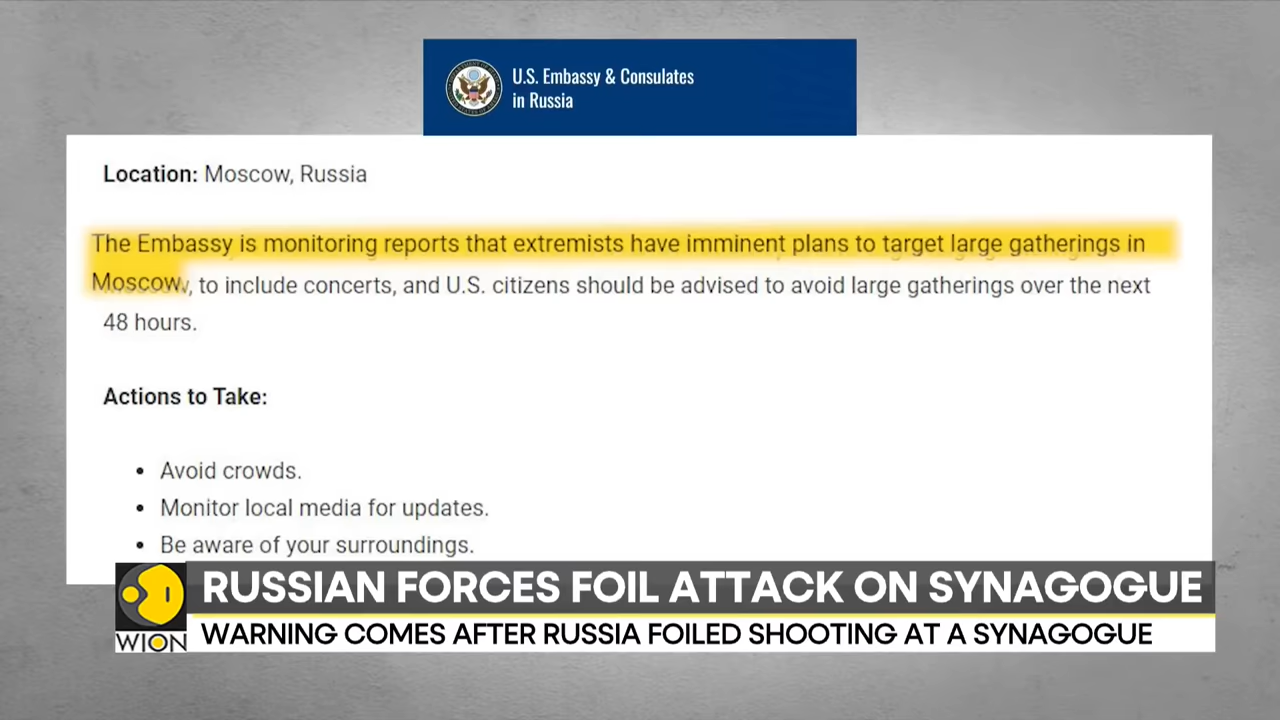 U.S. Embassy & Consulates
in Russia
Location: Moscow, Russia
The Embassy is monitoring reports that extremists have imminent plans to target large gatherings in
Moscow, to include concerts, and U.S. citizens should be advised to avoid large gatherings over the next
48 hours.
Actions to Take:
• Avoid crowds.
• Monitor local media for updates.
• Be aware of your surroundings.
RUSSIAN FORCES FOIL ATTACK ON SYNAGOGUE
WION
WARNING COMES AFTER RUSSIA FOILED SHOOTING AT A SYNAGOGUE